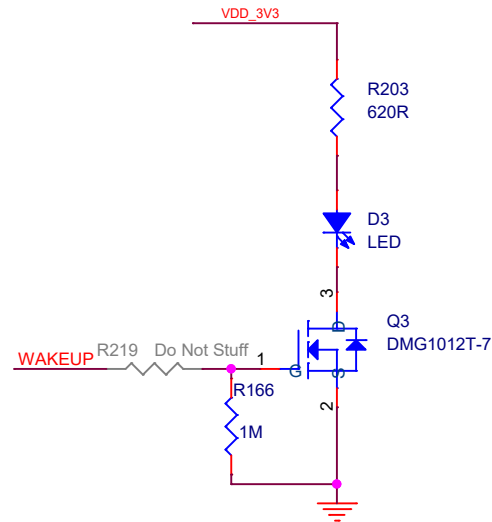 VDD_3V3
R203
620R
D3
LED
3
D
Q3
DMG1012T-7
WAKEUP
R219 Do Not Stuff
1
G
S
R166
1M
2